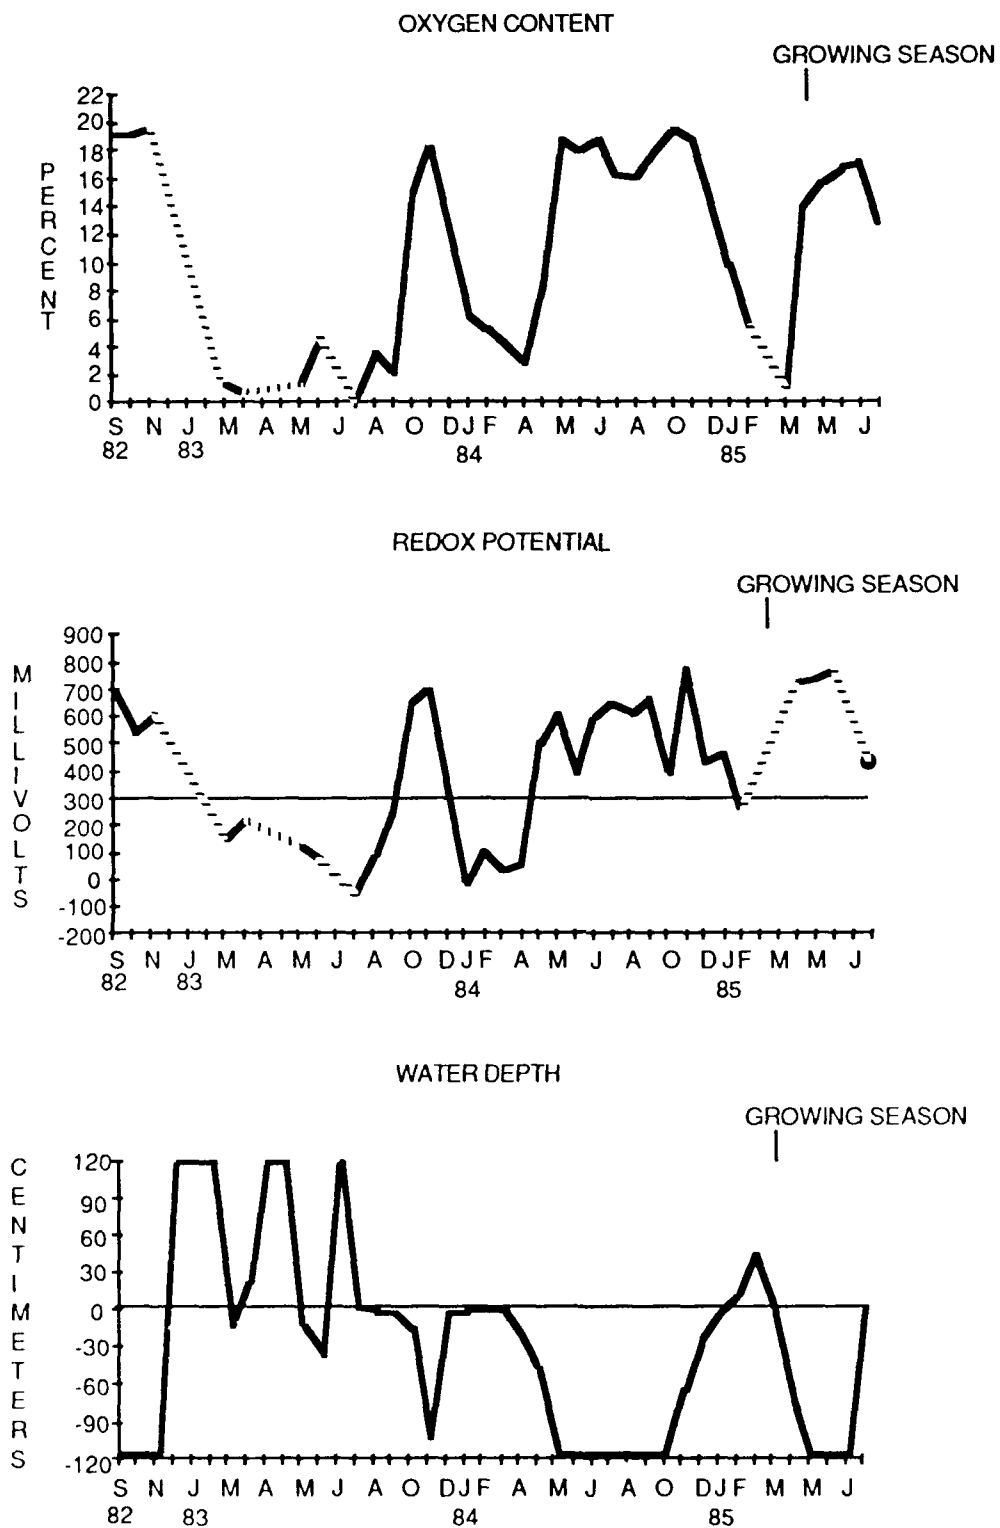 OXYGEN CONTENT
GROWING SEASON
PERCENT
22
20
18
16
14
12
10
8
6
4
2
0
S N J M A M J A O D J F A M J A O D J F M M J
82 83 84 85
REDOX POTENTIAL
GROWING SEASON
MILLIVOLTS
900
800
700
600
500
400
300
200
100
0
-100
-200
S N J M A M J A O D J F A M J A O D J F M M J
82 83 84 85
WATER DEPTH
GROWING SEASON
CENTIMETERS
120
90
60
30
0
-30
-60
-90
-120
S N J M A M J A O D J F A M J A O D J F M M J
82 83 84 85